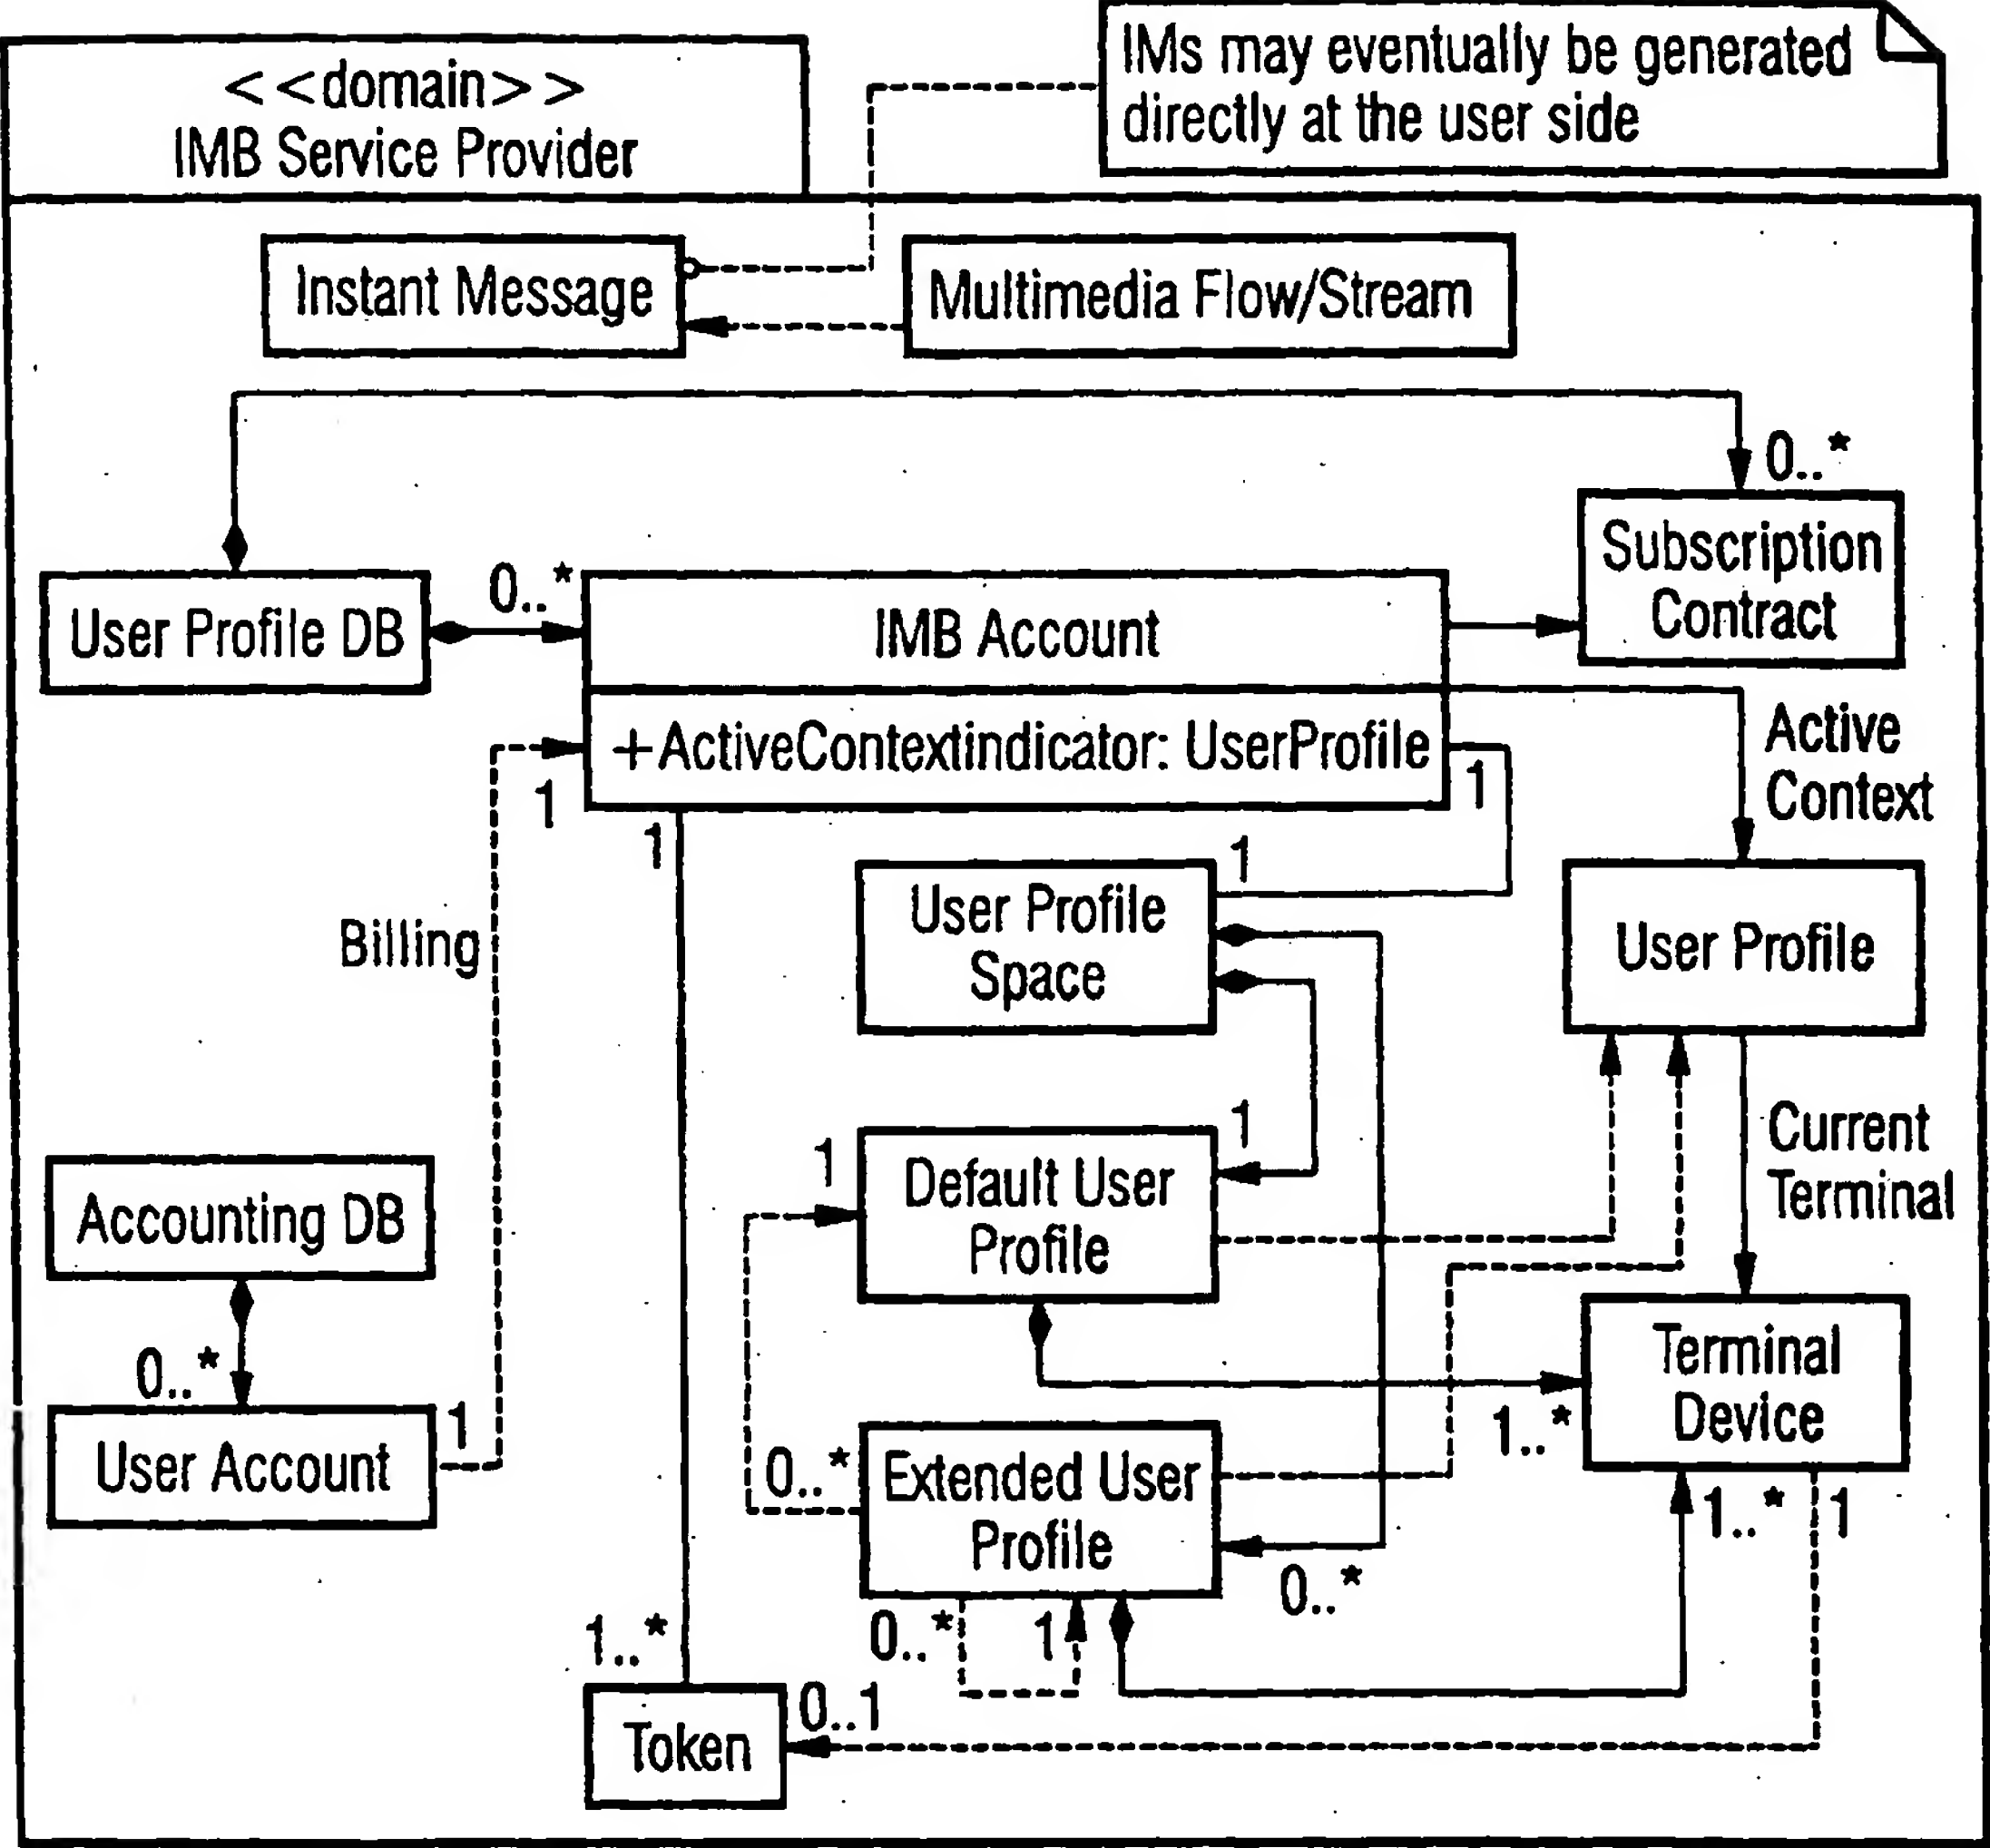 IMs may eventually be generated
directly at the user side
< <domain> >
IMB Service Provider
Instant Message
Multimedia Flow/Stream
0..*
Subscription
Contract
User Profile DB
0..*
IMB Account
+ActiveContextindicator: UserProfile
1
1
1
Active
Context
Billing
1
User Profile
Space
User Profile
Accounting DB
0..*
User Account
1
1
1
Default User
Profile
Current
Terminal
Terminal
Device
1..*
0..*
Extended User
Profile
0..*
1..*
1
0..*
1
1..*
Token
0..1